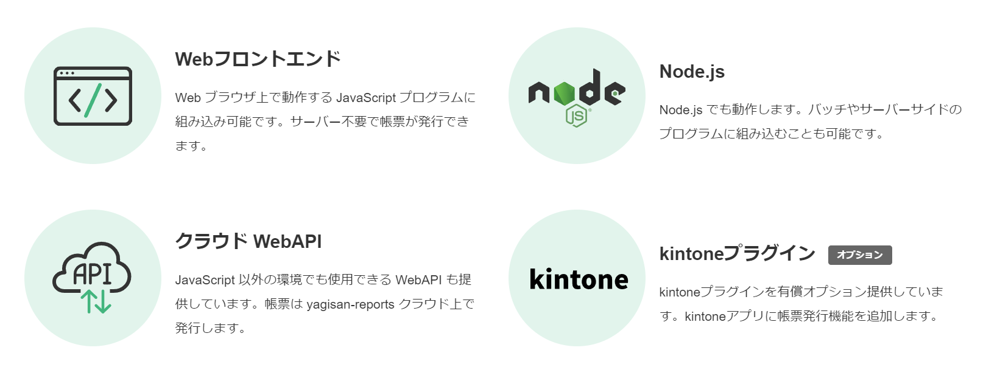 Webフロントエンド
Web ブラウザ上で動作する JavaScript プログラムに
組み込み可能です。サーバー不要で帳票が発行でき
ます。
node
JS
®
Node.js
Node.js でも動作します。バッチやサーバーサイドの
プログラムに組み込むことも可能です。
API
クラウド WebAPI
JavaScript 以外の環境でも使用できる WebAPI も提
供しています。帳票は yagisan-reports クラウド上で
発行します。
kintone
kintoneプラグイン オプション
kintoneプラグインを有償オプション提供していま
す。kintoneアプリに帳票発行機能を追加します。